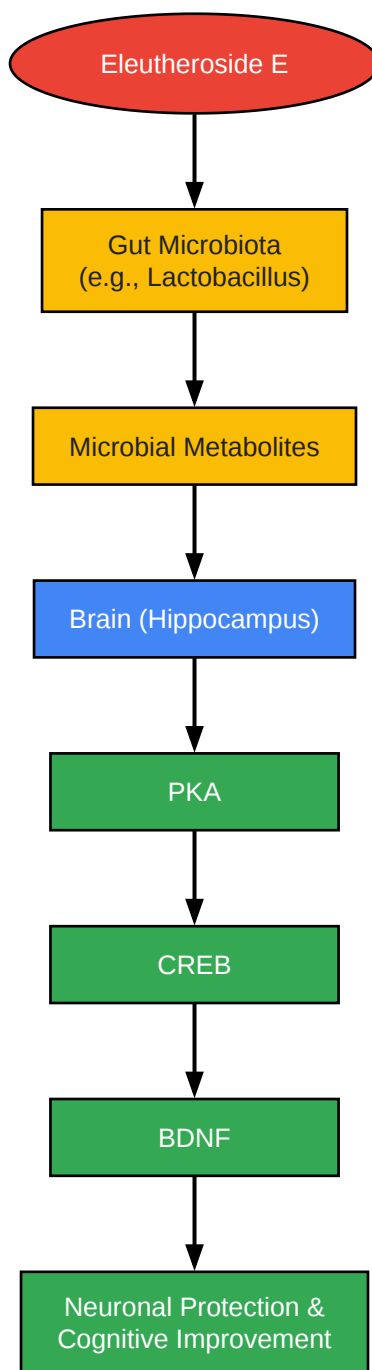 Eleutheroside E
Gut Microbiota
(e.g., Lactobacillus)
Microbial Metabolites
Brain (Hippocampus)
PKA
CREB
BDNF
Neuronal Protection &
Cognitive Improvement